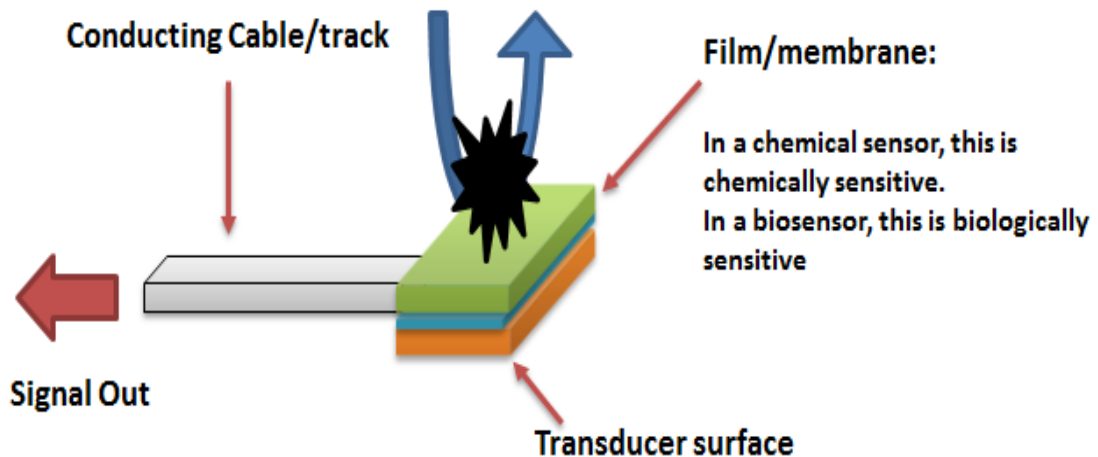 Conducting Cable/track
Film/membrane:
In a chemical sensor, this is
chemically sensitive.
In a biosensor, this is biologically
sensitive
Signal Out
Transducer surface